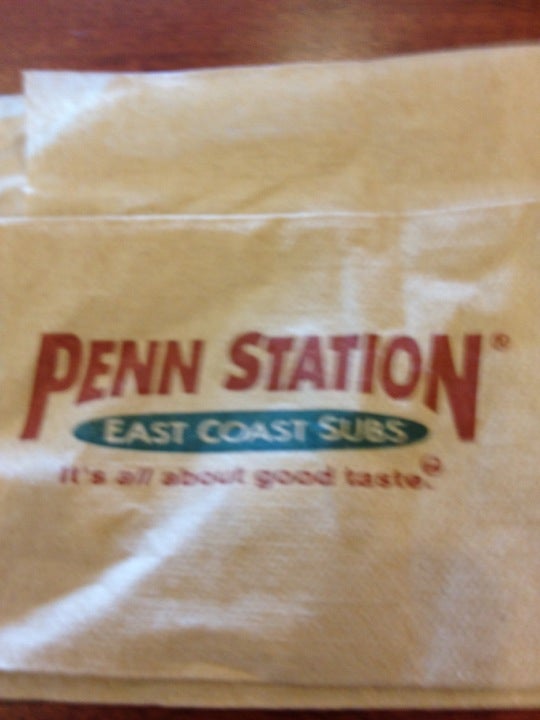 PENN STATION®
EAST COAST SUBS
It's all about good taste.